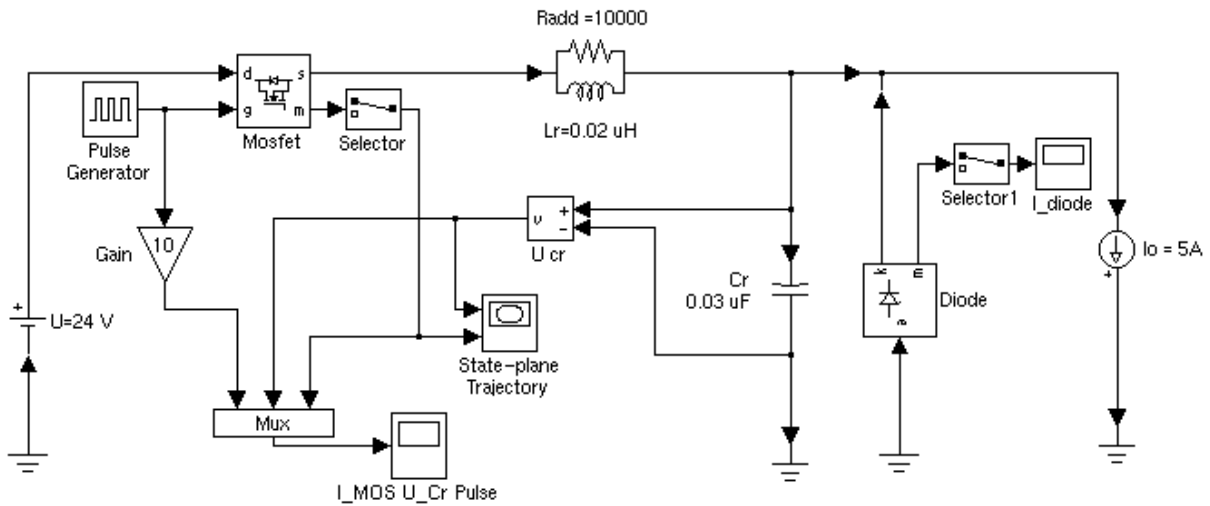 Radd =10000
d
s
g
m
Mosfet
Selector
Lr=0.02 uH
Pulse
Generator
Selector1
I_diode
10
Gain
v
+
−
U cr
Cr
0.03 uF
k
m
a
Diode
Io = 5A
+
+
U=24 V
State−plane
Trajectory
Mux
I_MOS U_Cr Pulse